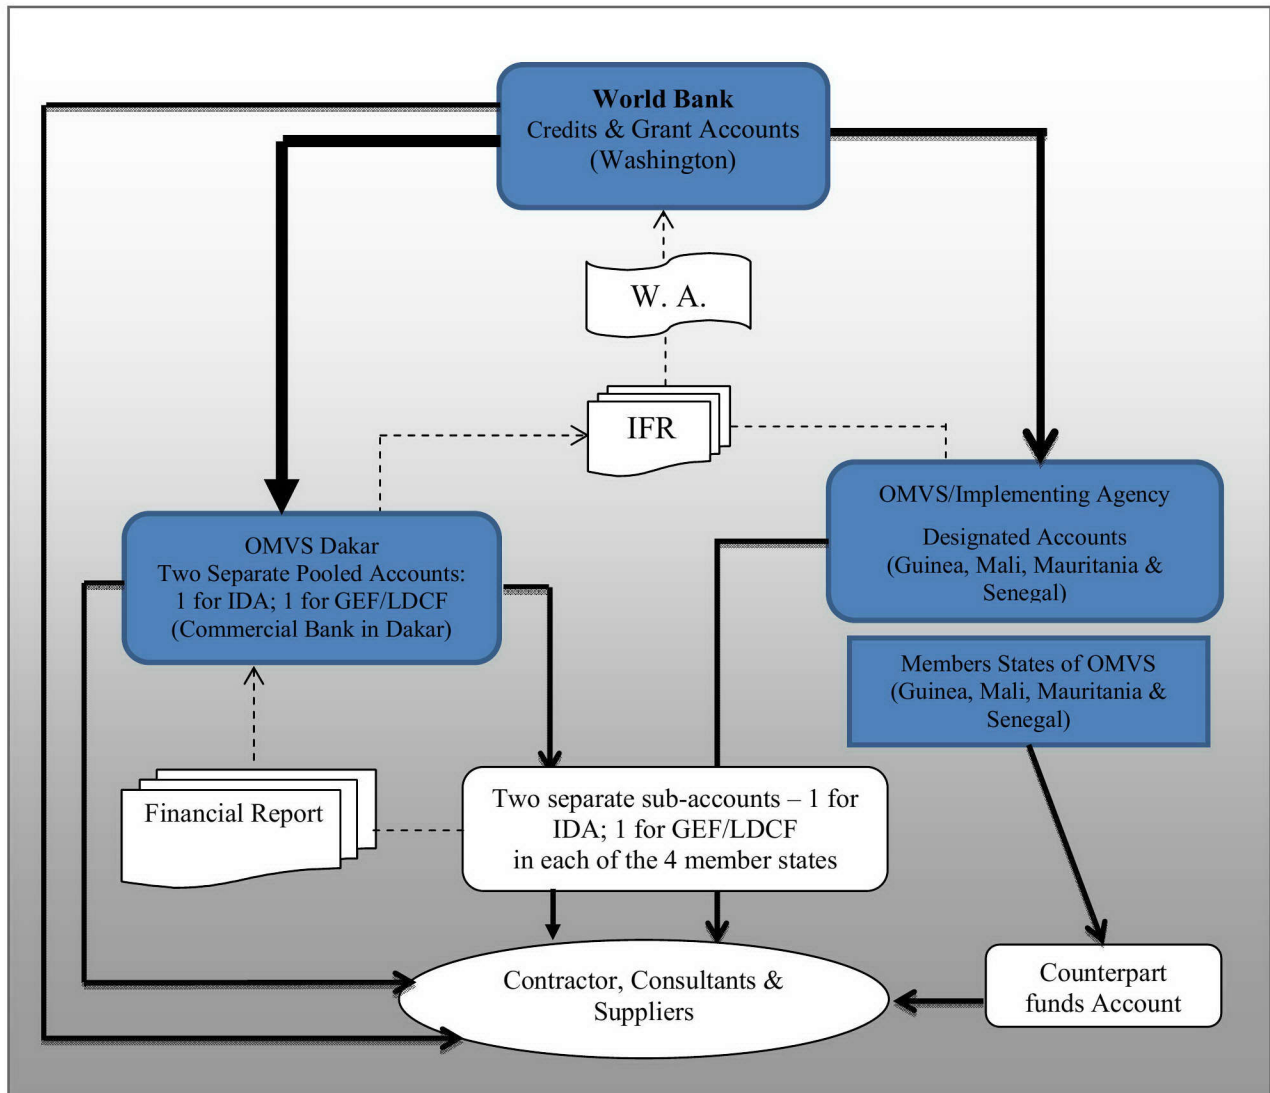 World Bank
Credits & Grant Accounts
(Washington)
W. A.
IFR
OMVS/Implementing Agency
Designated Accounts
(Guinea, Mali, Mauritania &
Senegal)
OMVS Dakar
Two Separate Pooled Accounts:
1 for IDA; 1 for GEF/LDCF
(Commercial Bank in Dakar)
Members States of OMVS
(Guinea, Mali, Mauritania &
Senegal)
Financial Report
Two separate sub-accounts – 1 for
IDA; 1 for GEF/LDCF
in each of the 4 member states
Contractor, Consultants &
Suppliers
Counterpart
funds Account